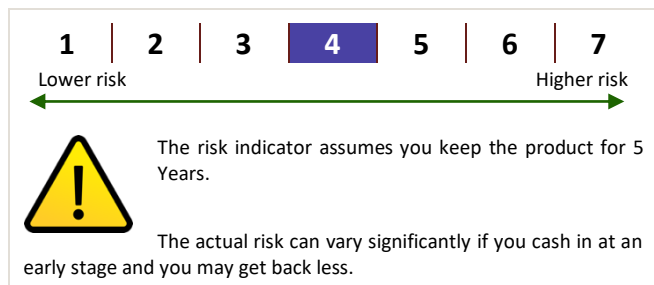 1 2 3 4 5 6 7
Lower risk Higher risk
The risk indicator assumes you keep the product for 5
Years.
The actual risk can vary significantly if you cash in at an
early stage and you may get back less.